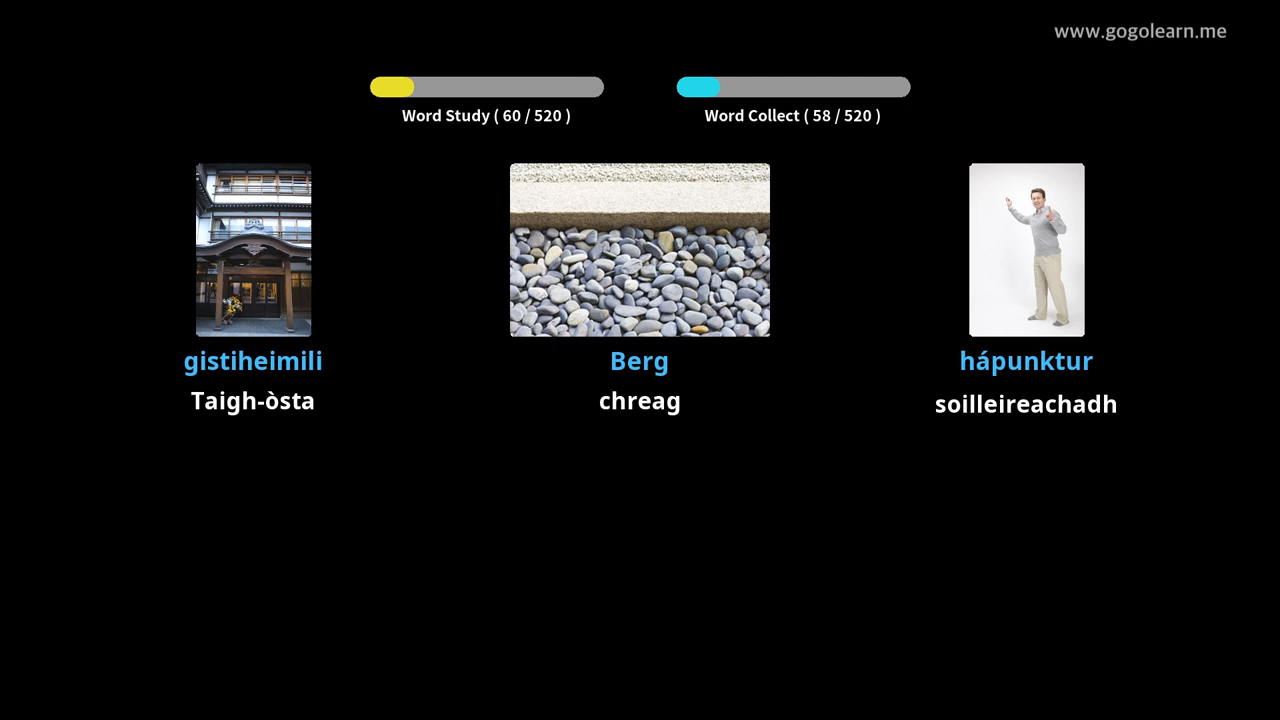 www.gogolearn.me
Word Study ( 60 / 520 )
Word Collect ( 58 / 520 )
gistiheimili
Taigh-òsta
Berg
chreag
hápunktur
soilleireachadh